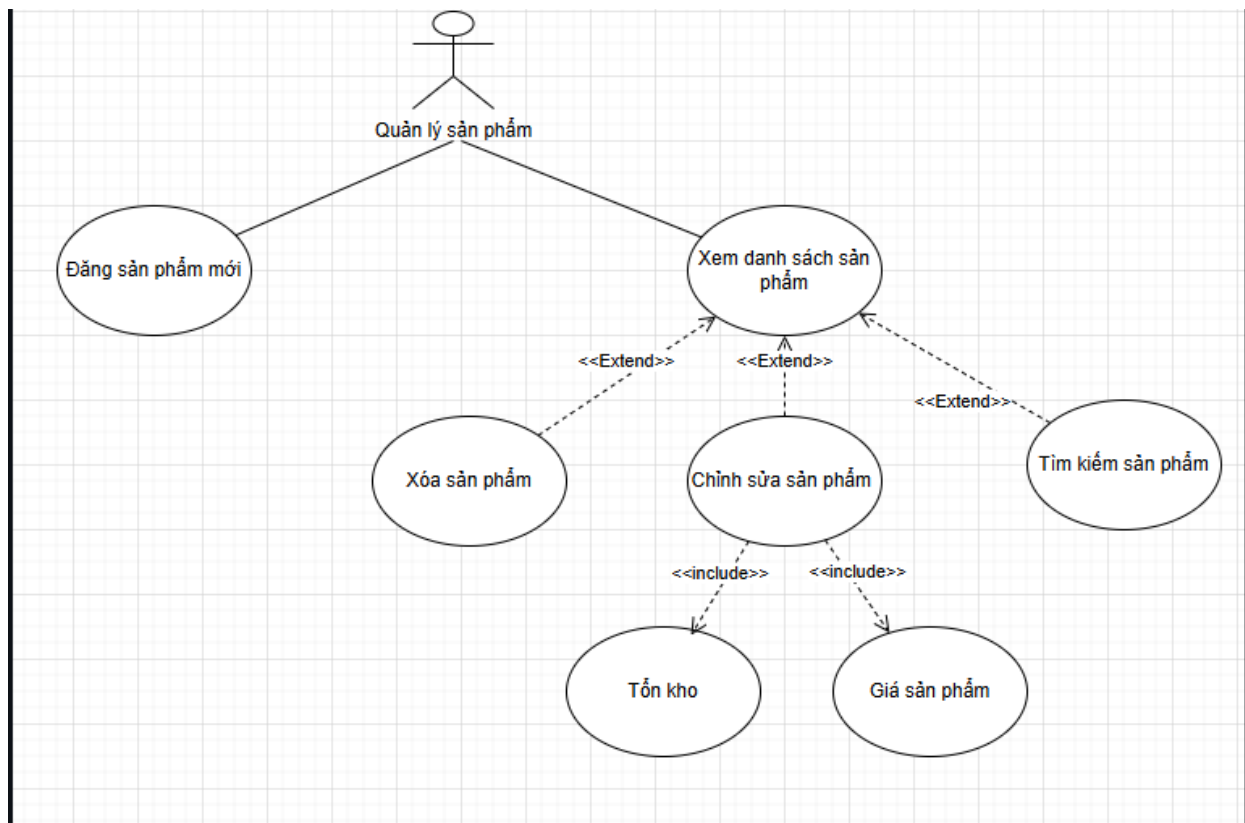 Quản lý sản phẩm
Đăng sản phẩm mới
Xem danh sách sản
phẩm
<<Extend>>
<<Extend>>
<<Extend>>
Xóa sản phẩm
Chỉnh sửa sản phẩm
Tìm kiếm sản phẩm
<<include>>
<<include>>
Tồn kho
Giá sản phẩm